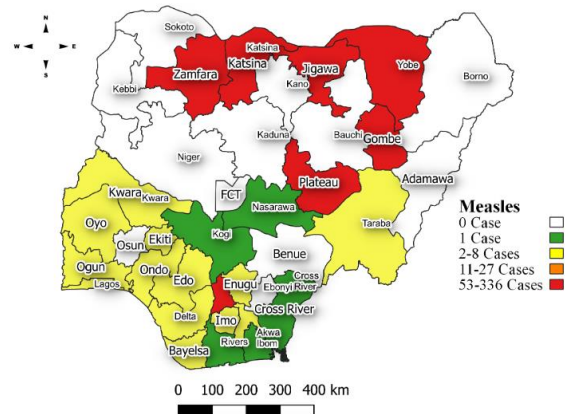 N
W E
S
Sokoto
Katsina
Zamfara
Katsina
Jigawa
Yobe
Borno
Kebbi
Kano
Kaduna
Bauchi
Gombe
Niger
Plateau
Adamawa
FCT
Kwara
Kwara
Nasarawa
Taraba
Oyo
Kogi
Osun
Ekiti
Benue
Ogun
Ondo
Edo
Enugu
Ebonyi
Cross
River
Lagos
Cross River
Delta
Imo
Rivers
Akwa
Ibom
Bayelsa
Measles
0 Case
1 Case
2-8 Cases
11-27 Cases
53-336 Cases
0 100 200 300 400 km